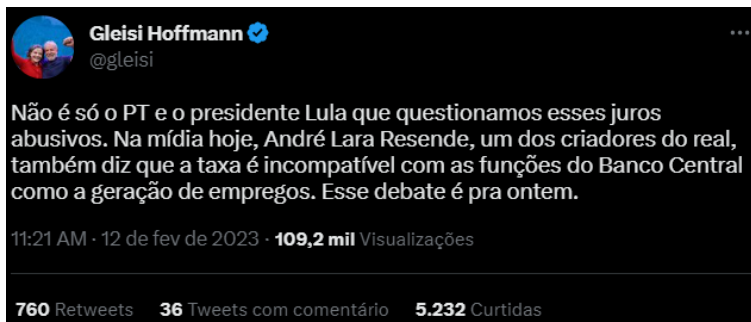 Gleisi Hoffmann
@gleisi
Não é só o PT e o presidente Lula que questionamos esses juros
abusivos. Na mídia hoje, André Lara Resende, um dos criadores do real,
também diz que a taxa é incompatível com as funções do Banco Central
como a geração de empregos. Esse debate é pra ontem.
11:21 AM · 12 de fev de 2023 · 109,2 mil Visualizações
760 Retweets 36 Tweets com comentário 5.232 Curtidas